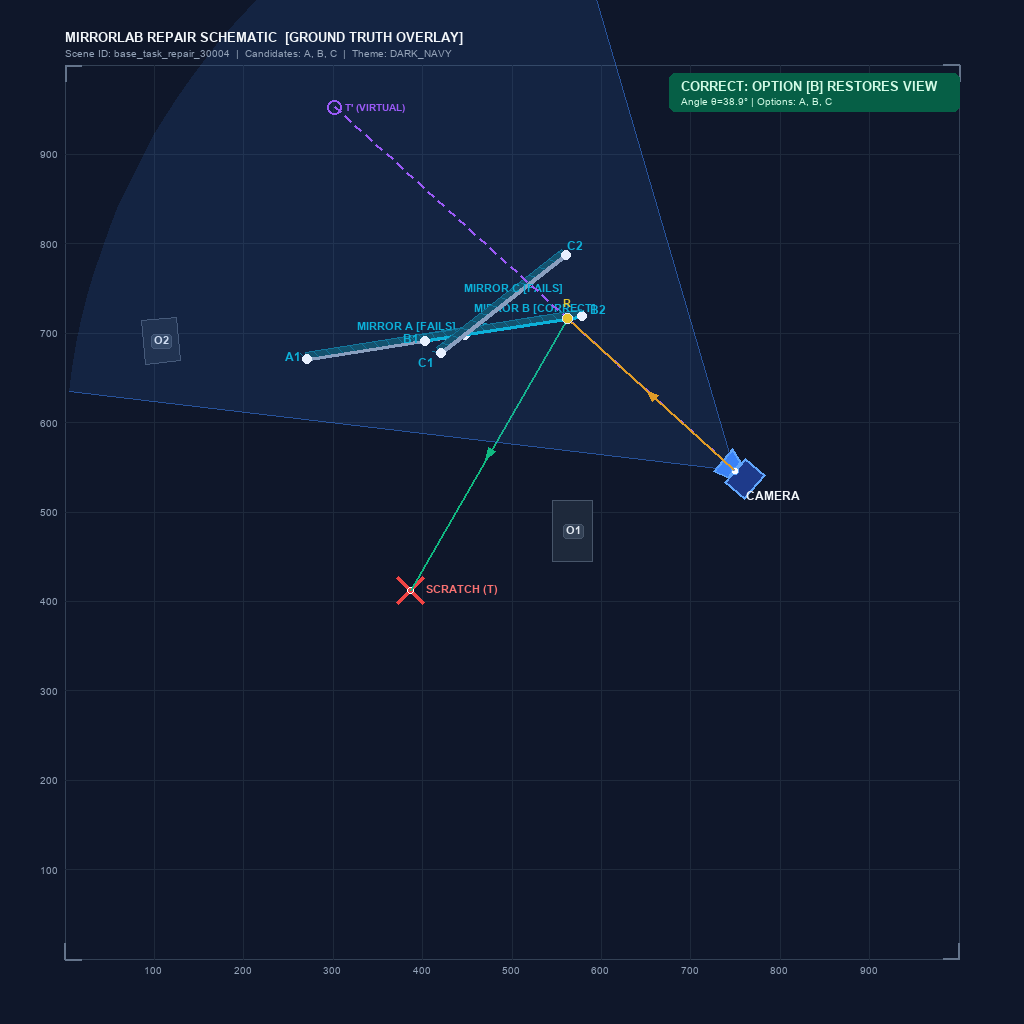 MIRRORLAB REPAIR SCHEMATIC [GROUND TRUTH OVERLAY]
Scene ID: base_task_repair_30004 | Candidates: A, B, C | Theme: DARK_NAVY
CORRECT: OPTION [B] RESTORES VIEW
Angle θ=38.9° | Options: A, B, C
T' (VIRTUAL)
900
800
C2
MIRROR C [FAILS]
R
MIRROR B [CORRECT]
B2
MIRROR A [FAILS]
700
B1
O2
A1
C1
600
CAMERA
500
O1
SCRATCH (T)
400
300
200
100
100 200 300 400 500 600 700 800 900